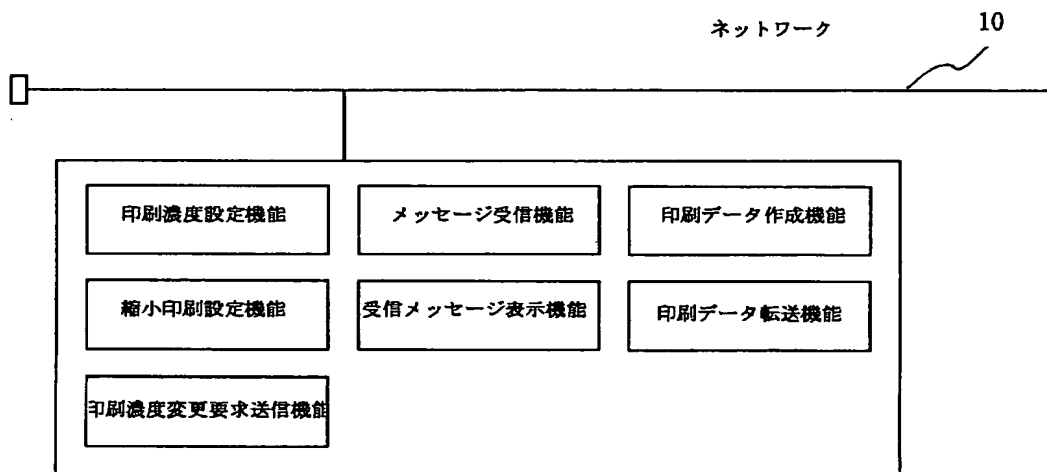 ネットワーク
10
印刷濃度設定機能
メッセージ受信機能
印刷データ作成機能
縮小印刷設定機能
受信メッセージ表示機能
印刷データ転送機能
印刷濃度変更要求送信機能